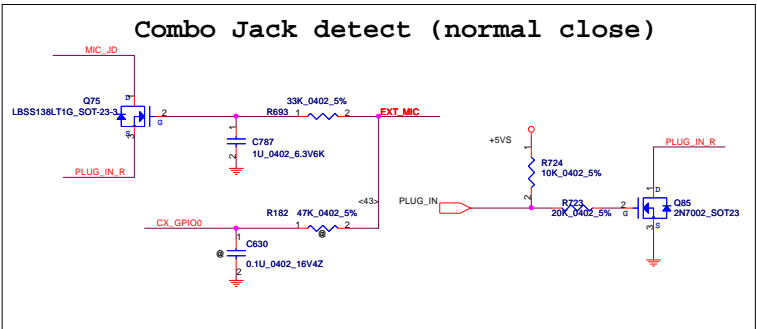 Combo Jack detect (normal close)
MIC_JD
Q75
LBSS138LT1G_SOT-23-3
D
1
2
G
S
3
PLUG_IN_R
33K_0402_5%
R693
1
2
EXT_MIC
1
C787
1U_0402_6.3V6K
2
CX_GPIO0
R182
47K_0402_5%
1
2
@
<43>
1
@
C630
0.1U_0402_16V4Z
2
+5VS
1
R724
10K_0402_5%
2
PLUG_IN
R723
20K_0402_5%
PLUG_IN_R
1
D
2
G
Q85
2N7002_SOT23
S
3